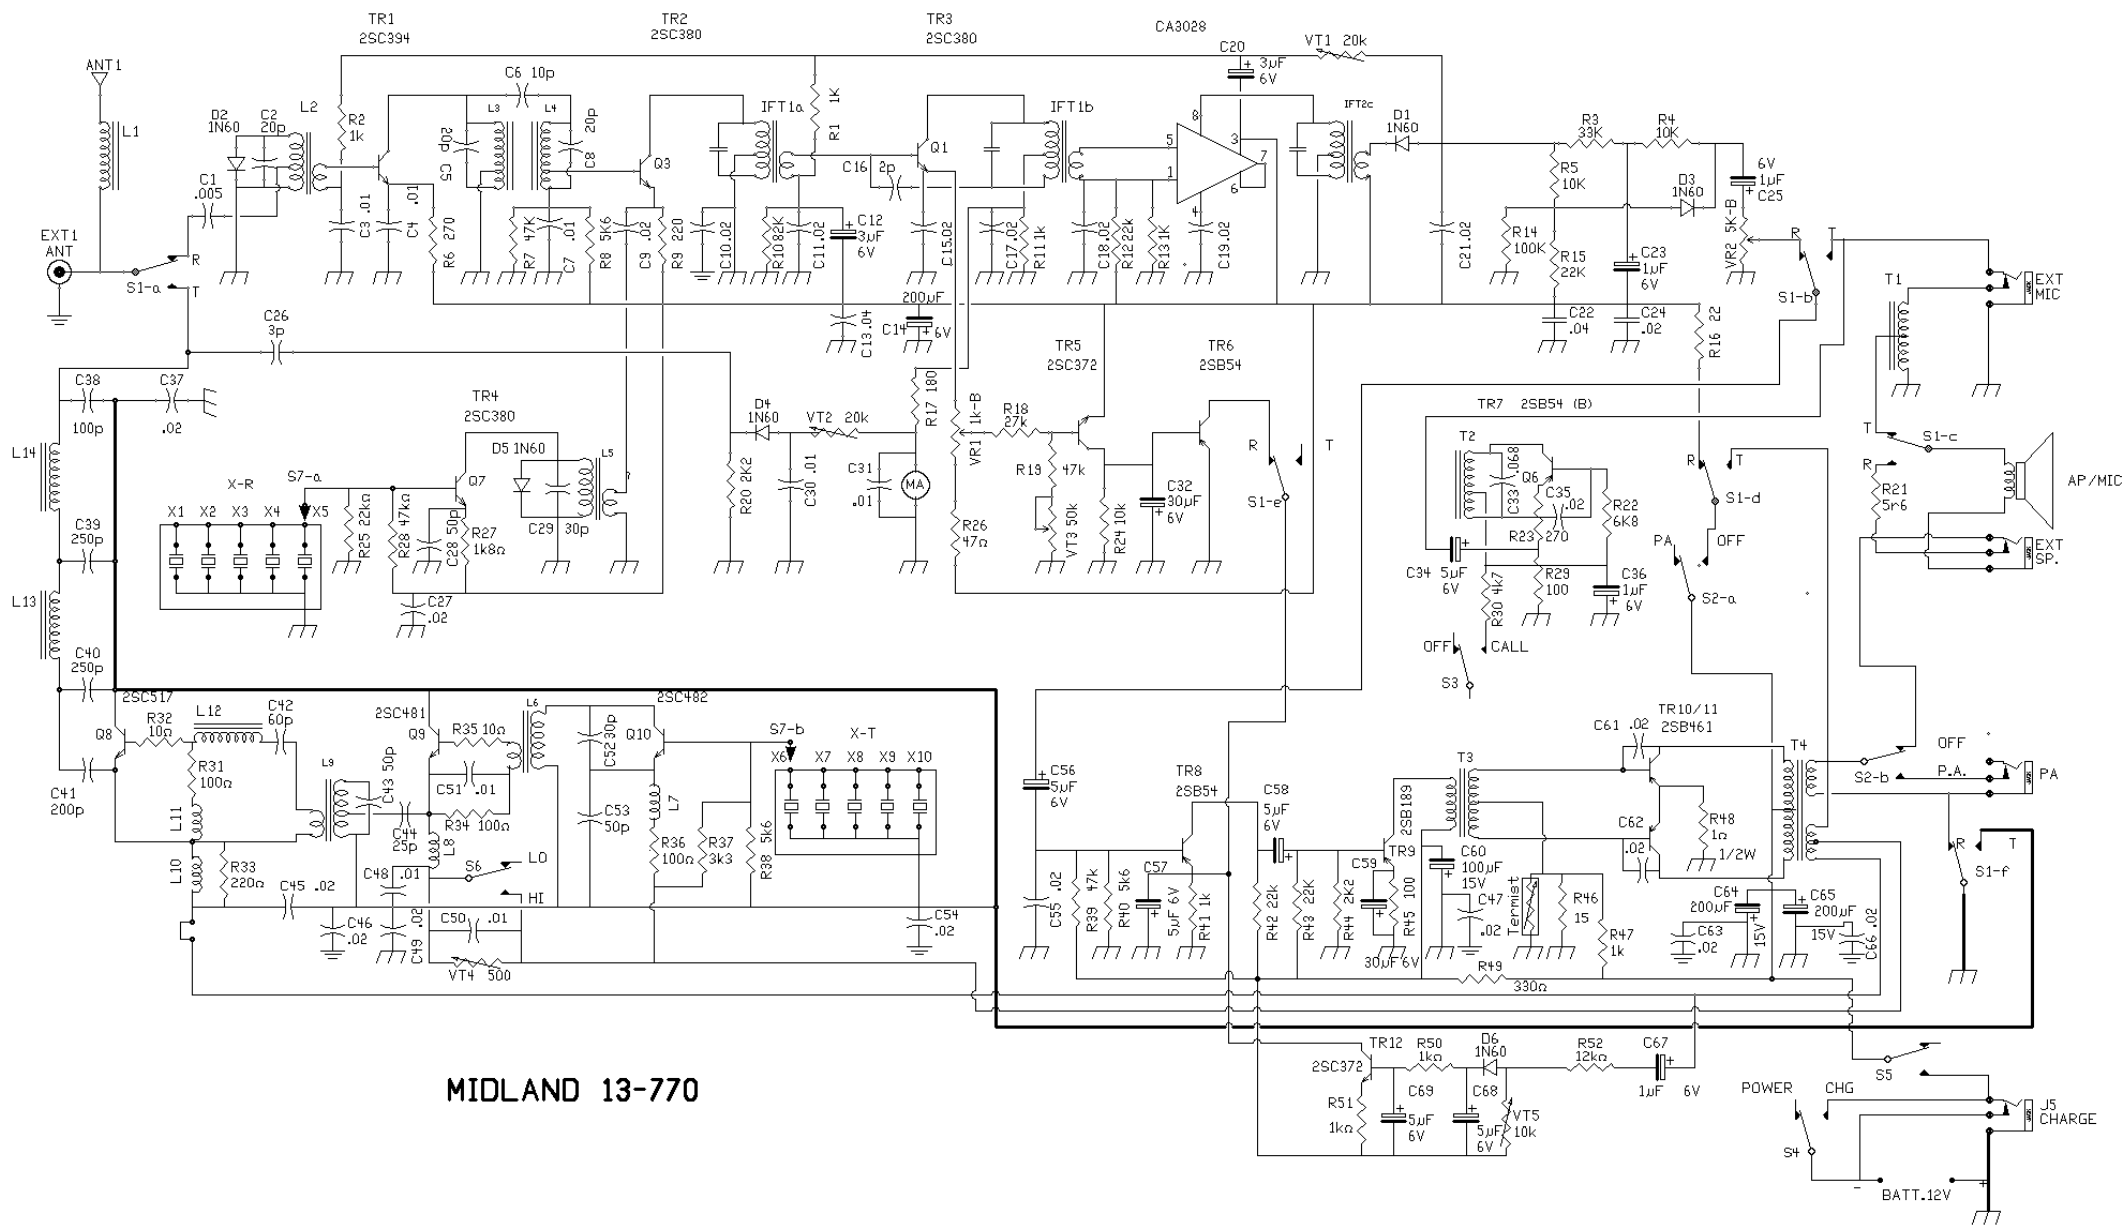 TR1
2SC394
TR2
2SC380
TR3
2SC380
CA3028
C20
3µF
6V
VT1 20k
ANT1
L1
D2
1N60
C2
20p
L2
R2
1k
C6 10p
L3
L4
20p
C5
20p
C8
IFT1a
1K
R1
Q3
Q1
IFT1b
8
5
1
3
7
6
4
IFT2c
D1
1N60
R3
33K
R4
10K
6V
1µF
C25
R5
10K
D3
1N60
C1
.005
C16
2p
EXT1
ANT
S1-a
R
T
C3 .01
C4 .01
R6 270
R7 47K
C7 .01
R8 5K6
C9 .02
R9 220
C10 .02
R10 82K
C11 .02
C12
3µF
6V
C15 .02
C17 .02
R11 1k
C18 .02
R12 22k
R13 1K
C19 .02
C21 .02
R14
100K
R15
22K
C23
1µF
6V
VR2 5K-B
R
T
S1-b
T1
EXT
MIC
C26
3p
C13 .04
200µF
C14
6V
C22
.04
C24
.02
R16 22
TR5
2SC372
TR6
2SB54
C38
100p
C37
.02
TR4
2SC380
D4
1N60
VT2 20k
R17 180
VR1 1k-B
R18
27k
TR7 2SB54 (B)
L14
D5 1N60
L5
Q7
C29 30p
X-R
S7-a
X1
X2
X3
X4
X5
R25 22kΩ
R28 47kΩ
C28 50p
R27
1k8Ω
C27
.02
R20 2K2
C30 .01
C31
.01
MA
R26
47Ω
R19
47k
VT3 50k
R24 10k
C32
30µF
6V
R
T
S1-e
T2
C33
.068
Q6
C35
.02
R22
6K8
R23
270
C34
5µF
6V
R29
100
C36
1µF
6V
R30 4k7
OFF
CALL
S3
R
T
S1-d
PA
OFF
S2-a
T
S1-c
R
R21
5r6
AP/MIC
EXT
SP.
C39
250p
L13
C40
250p
2SC517
L12
C42
60p
R32
10Ω
Q8
R31
100Ω
L11
L10
R33
220Ω
C41
200p
C45 .02
L9
C43 50p
C44
25p
2SC481
Q9
R35 10Ω
L6
C51 .01
R34 100Ω
L8
S6
LO
HI
C48 .01
C46
.02
C49 .02
C50 .01
VT4 500
2SC482
Q10
C52 30p
C53
50p
L7
R36
100Ω
R37
3k3
R38 5k6
S7-b
X-T
X6
X7
X8
X9
X10
C54
.02
C56
5µF
6V
C55 .02
R39 47k
R40 5k6
C57
5µF 6V
TR8
2SB54
R41 1k
C58
5µF
6V
R42 22k
R43 22K
R44 2K2
2SB189
TR9
C59
30µF 6V
R45 100
T3
C60
100µF
15V
C47
.02
Termist
R46
15
R47
1k
R49
330Ω
C61 .02
TR10/11
2SB461
C62
.02
R48
1Ω
1/2W
T4
C64
200µF
15V
C65
200µF
15V
C63
.02
C66 .02
OFF
P.A.
S2-b
PA
R
T
S1-f
MIDLAND 13-770
TR12
2SC372
R50
1kΩ
D6
1N60
R52
12kΩ
C67
1µF 6V
C69
5µF
6V
C68
5µF
6V
R51
1kΩ
VT5
10k
S5
POWER
CHG
S4
J5
CHARGE
- BATT.12V +